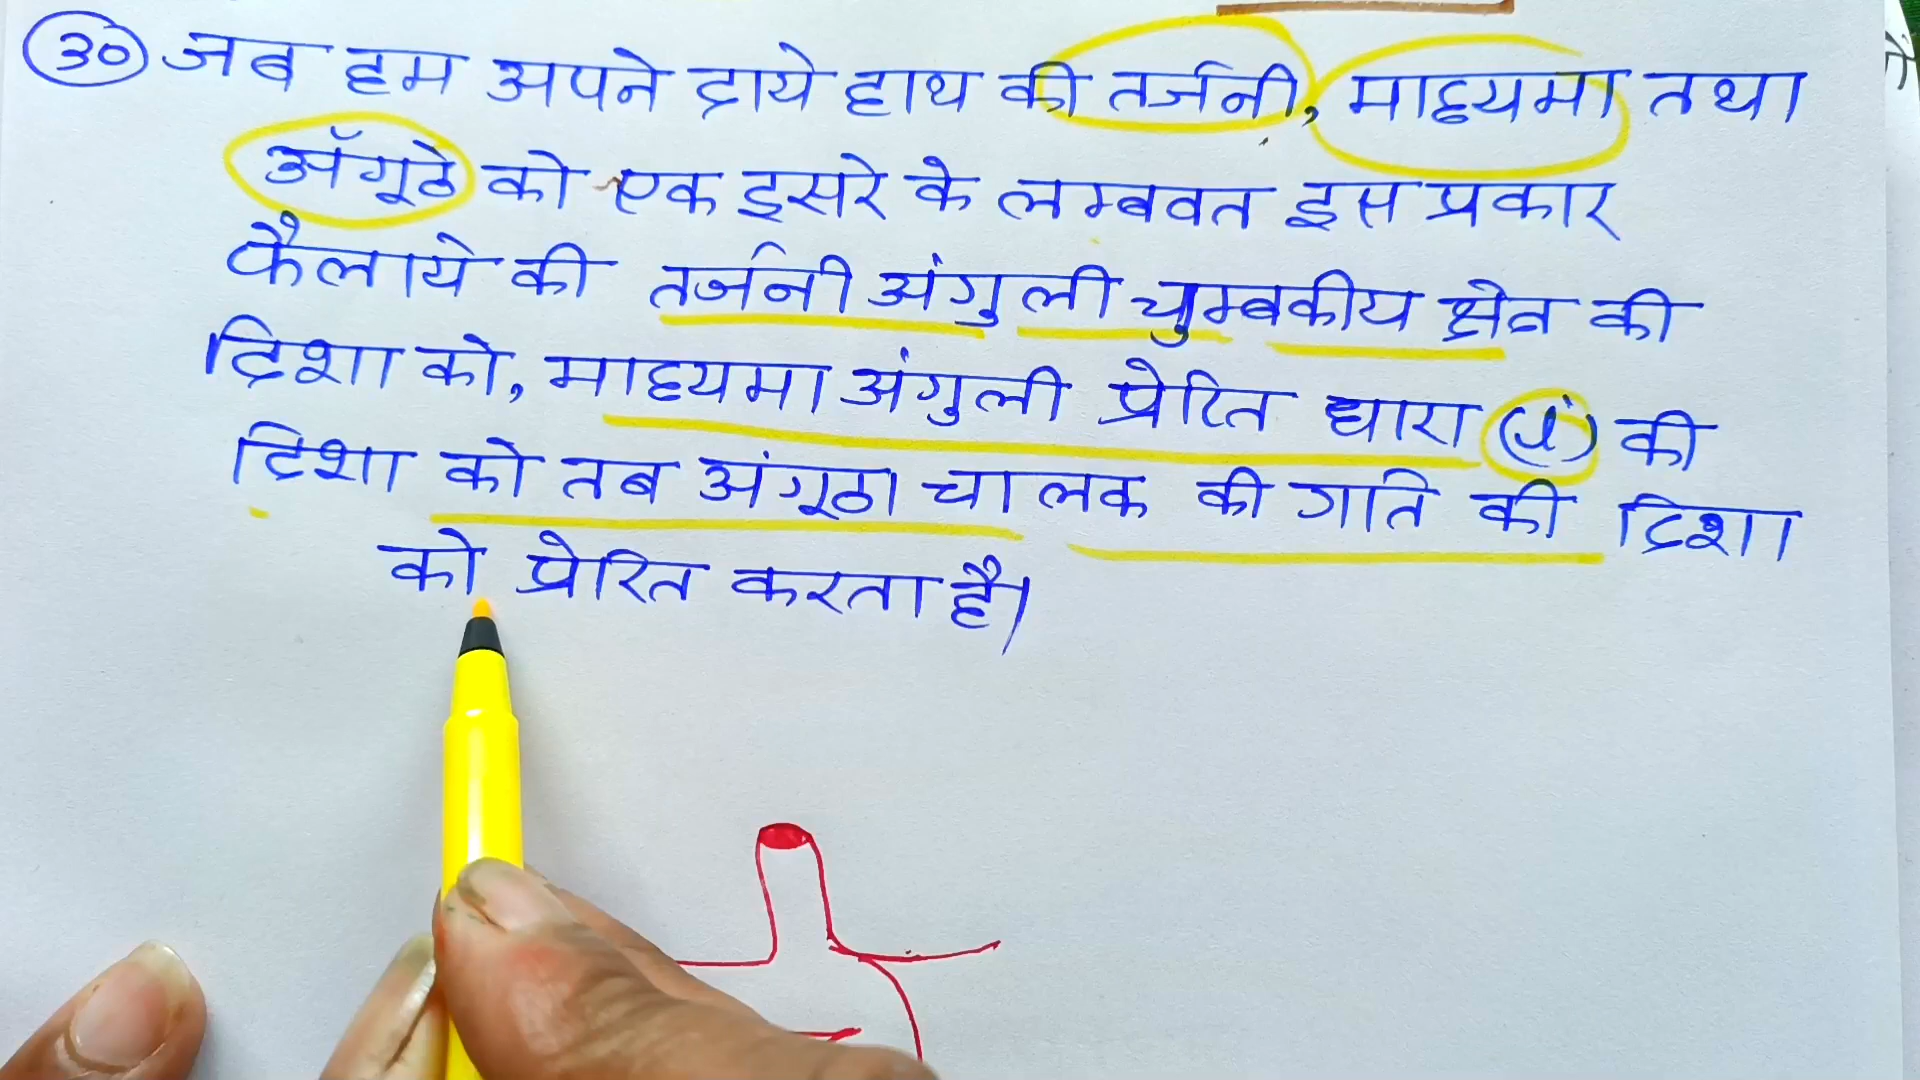 उ० जब हम अपने दाये हाथ की तर्जनी, माद्यमा तथा
अँगूठे को एक दूसरे के लम्बवत इस प्रकार
फैलाये की तर्जनी अंगुली चुम्बकीय क्षेत्र की
दिशा को, माद्यमा अंगुली प्रेरित धारा (i) की
दिशा को तब अंगूठा चालक की गति की दिशा
को प्रेरित करता है।